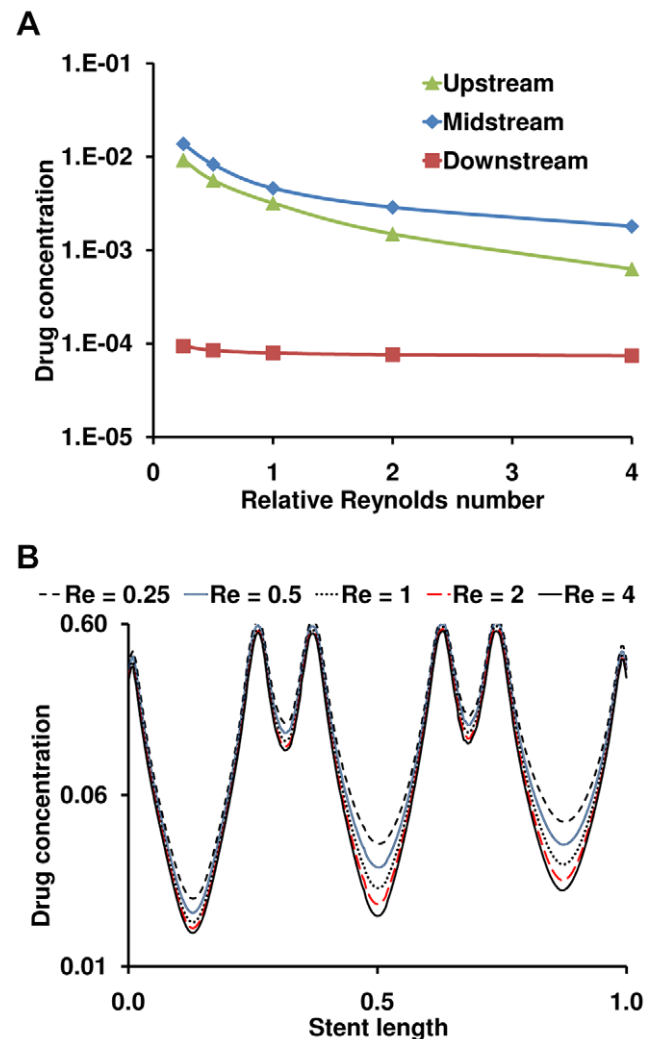 A
1.E-01
1.E-02
1.E-03
1.E-04
1.E-05
Drug concentration
Upstream
Midstream
Downstream
0 1 2 3 4
Relative Reynolds number
B
Re = 0.25 Re = 0.5 Re = 1 Re = 2 Re = 4
0.60
0.06
0.01
Drug concentration
0.0 0.5 1.0
Stent length